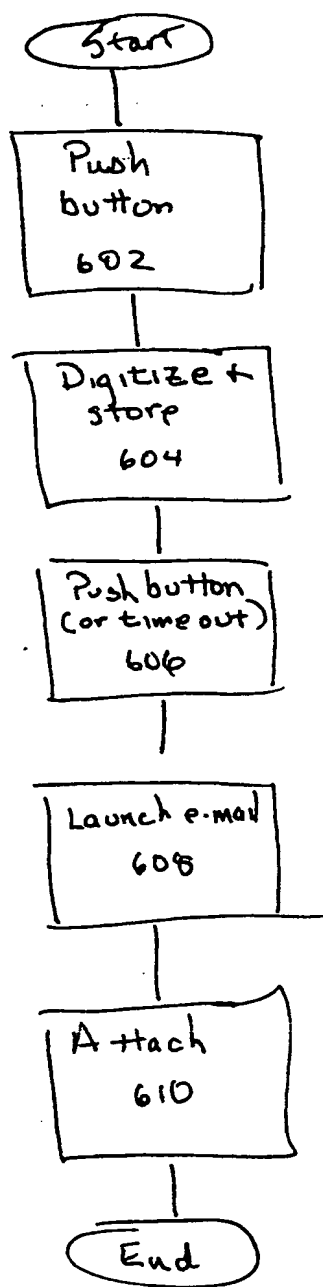 Start
Push
button
602
Digitize +
store
604
Push button
(or time out)
606
Launch e-mail
608
Attach
610
End